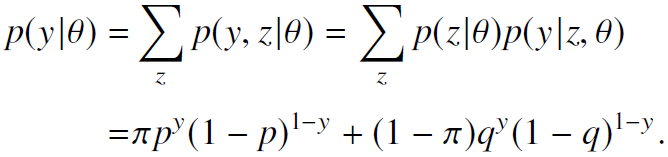 p(y|θ) = ∑_z p(y, z|θ) = ∑_z p(z|θ)p(y|z, θ)
=πp^y(1 − p)^{1−y} + (1 − π)q^y(1 − q)^{1−y}.